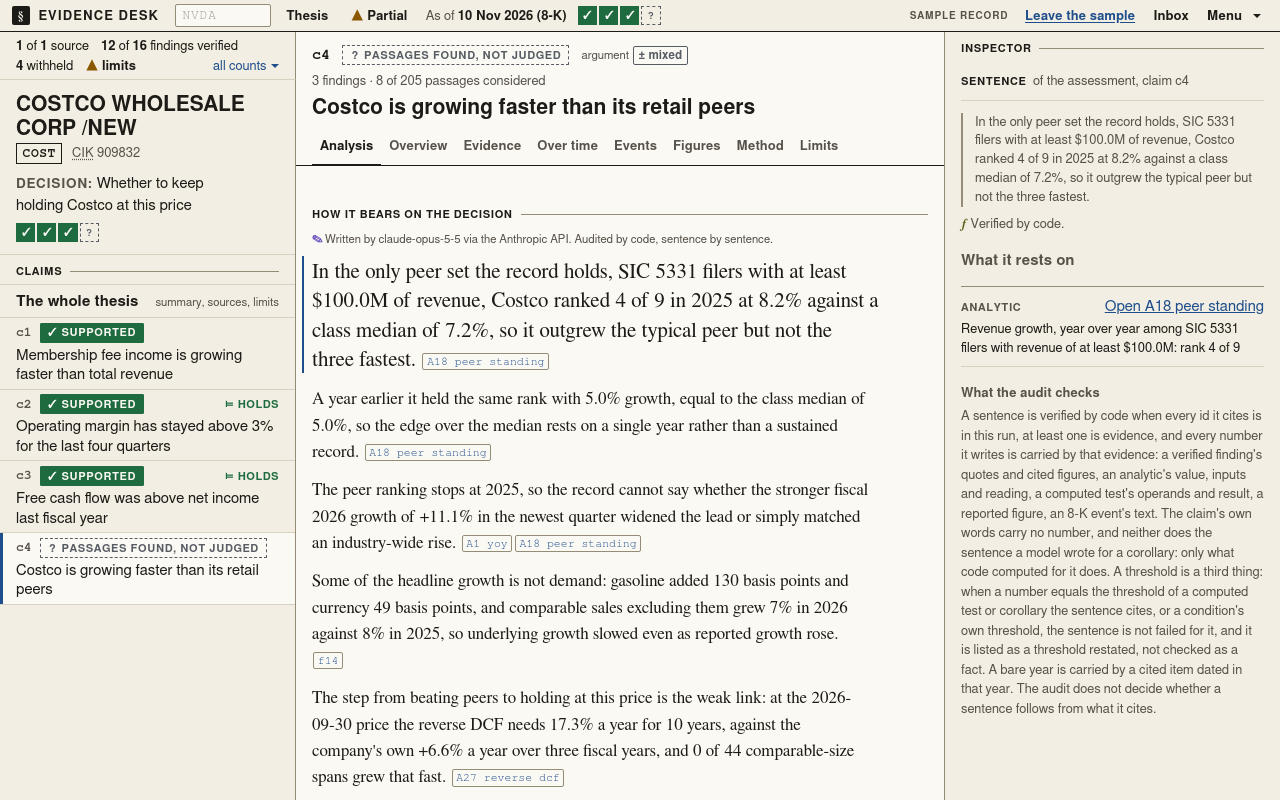 § EVIDENCE DESK NVDA Thesis Partial As of 10 Nov 2026 (8-K) ✓ ✓ ✓ ? SAMPLE RECORD Leave the sample Inbox Menu
1 of 1 source 12 of 16 findings verified
4 withheld limits all counts
COSTCO WHOLESALE
CORP /NEW
COST CIK 909832
DECISION: Whether to keep
holding Costco at this price
✓ ✓ ✓ ?
CLAIMS
The whole thesis summary, sources, limits
c1 ✓ SUPPORTED
Membership fee income is growing
faster than total revenue
c2 ✓ SUPPORTED ⊨ HOLDS
Operating margin has stayed above 3%
for the last four quarters
c3 ✓ SUPPORTED ⊨ HOLDS
Free cash flow was above net income
last fiscal year
c4 ? PASSAGES FOUND, NOT JUDGED
Costco is growing faster than its retail
peers
c4 ? PASSAGES FOUND, NOT JUDGED argument ± mixed
3 findings · 8 of 205 passages considered
Costco is growing faster than its retail peers
Analysis Overview Evidence Over time Events Figures Method Limits
HOW IT BEARS ON THE DECISION
✎ Written by claude-opus-5-5 via the Anthropic API. Audited by code, sentence by sentence.
In the only peer set the record holds, SIC 5331 filers with at least
$100.0M of revenue, Costco ranked 4 of 9 in 2025 at 8.2% against a
class median of 7.2%, so it outgrew the typical peer but not the
three fastest. A18 peer standing
A year earlier it held the same rank with 5.0% growth, equal to the class median of
5.0%, so the edge over the median rests on a single year rather than a sustained
record. A18 peer standing
The peer ranking stops at 2025, so the record cannot say whether the stronger fiscal
2026 growth of +11.1% in the newest quarter widened the lead or simply matched
an industry-wide rise. A1 yoy A18 peer standing
Some of the headline growth is not demand: gasoline added 130 basis points and
currency 49 basis points, and comparable sales excluding them grew 7% in 2026
against 8% in 2025, so underlying growth slowed even as reported growth rose.
f14
The step from beating peers to holding at this price is the weak link: at the 2026-
09-30 price the reverse DCF needs 17.3% a year for 10 years, against the
company's own +6.6% a year over three fiscal years, and 0 of 44 comparable-size
spans grew that fast. A27 reverse dcf
INSPECTOR
SENTENCE of the assessment, claim c4
In the only peer set the record holds, SIC 5331
filers with at least $100.0M of revenue, Costco
ranked 4 of 9 in 2025 at 8.2% against a class
median of 7.2%, so it outgrew the typical peer but
not the three fastest.
ƒ Verified by code.
What it rests on
ANALYTIC Open A18 peer standing
Revenue growth, year over year among SIC 5331
filers with revenue of at least $100.0M: rank 4 of 9
What the audit checks
A sentence is verified by code when every id it cites is
in this run, at least one is evidence, and every number
it writes is carried by that evidence: a verified finding's
quotes and cited figures, an analytic's value, inputs
and reading, a computed test's operands and result, a
reported figure, an 8-K event's text. The claim's own
words carry no number, and neither does the
sentence a model wrote for a corollary: only what
code computed for it does. A threshold is a third thing:
when a number equals the threshold of a computed
test or corollary the sentence cites, or a condition's
own threshold, the sentence is not failed for it, and it
is listed as a threshold restated, not checked as a
fact. A bare year is carried by a cited item dated in
that year. The audit does not decide whether a
sentence follows from what it cites.